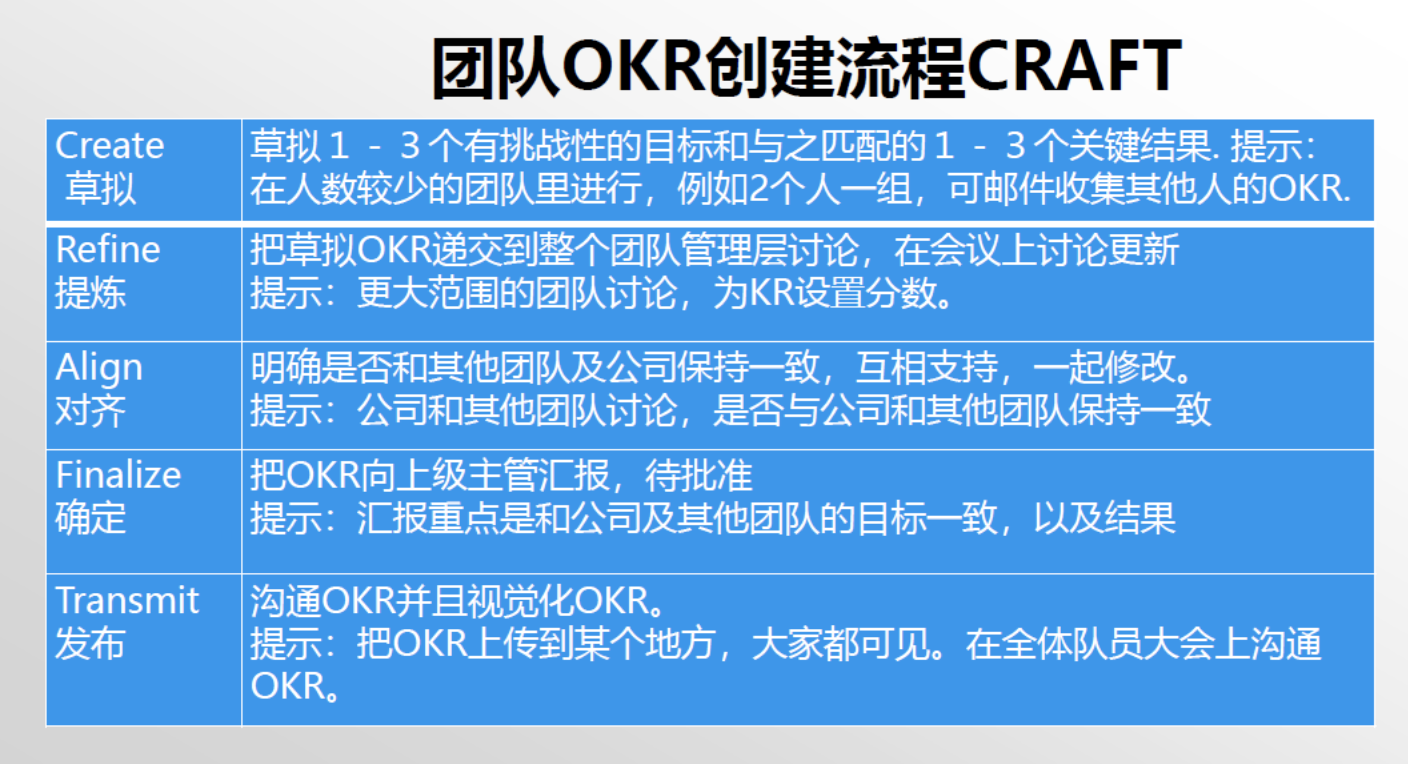 团队OKR创建流程CRAFT
Create
草拟
草拟１－３个有挑战性的目标和与之匹配的１－３个关键结果. 提示：
在人数较少的团队里进行，例如2个人一组，可邮件收集其他人的OKR.
Refine
提炼
把草拟OKR递交到整个团队管理层讨论，在会议上讨论更新
提示：更大范围的团队讨论，为KR设置分数。
Align
对齐
明确是否和其他团队及公司保持一致，互相支持，一起修改。
提示：公司和其他团队讨论，是否与公司和其他团队保持一致
Finalize
确定
把OKR向上级主管汇报，待批准
提示：汇报重点是和公司及其他团队的目标一致，以及结果
Transmit
发布
沟通OKR并且视觉化OKR。
提示：把OKR上传到某个地方，大家都可见。在全体队员大会上沟通
OKR。